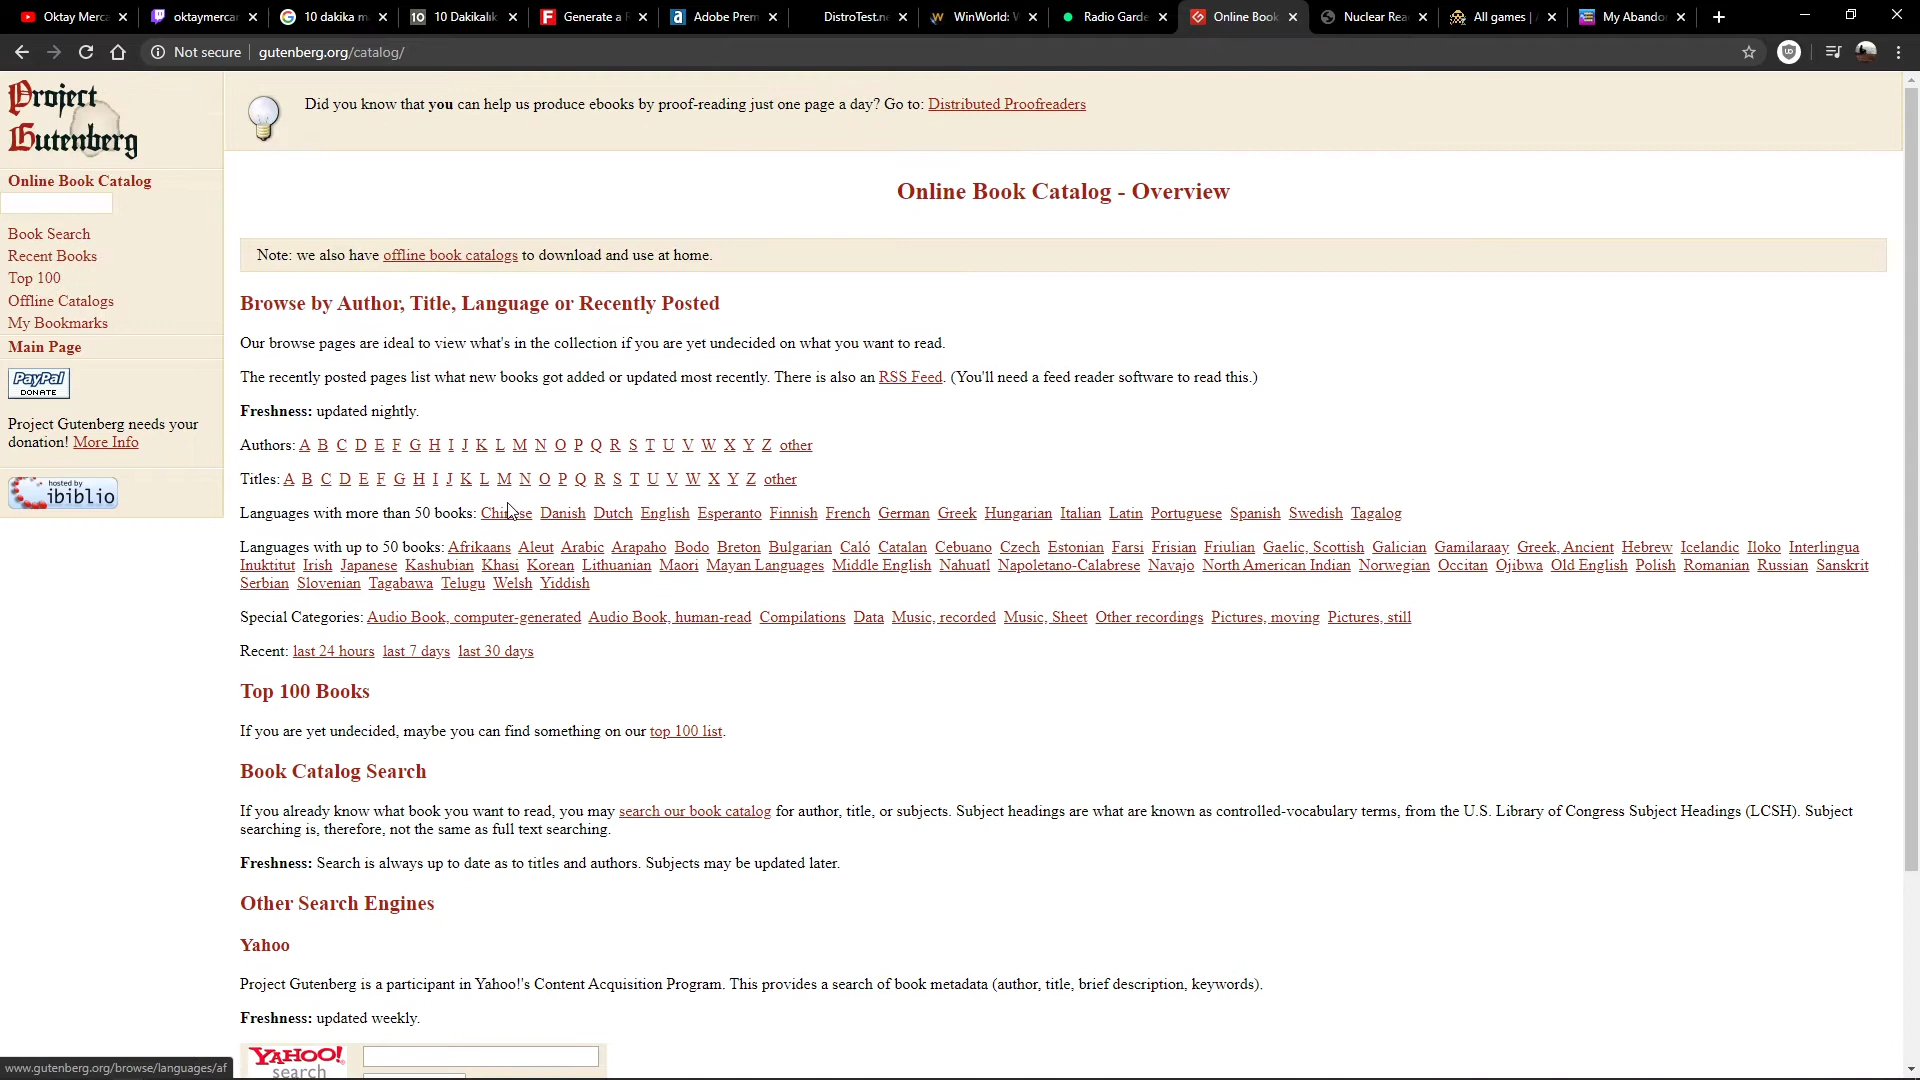 Oktay Merca
oktaymercar
10 dakika m
10 Dakikalık
Generate a F
Adobe Prem
DistroTest.ne
WinWorld: W
Radio Garde
Online Book
Nuclear Rea
All games | A
My Abando
Not secure
gutenberg.org/catalog/
Project
Gutenberg
Online Book Catalog
Book Search
Recent Books
Top 100
Offline Catalogs
My Bookmarks
Main Page
PayPal
DONATE
Project Gutenberg needs your
donation! More Info
hosted by
ibiblio
Did you know that you can help us produce ebooks by proof-reading just one page a day? Go to: Distributed Proofreaders
Online Book Catalog - Overview
Note: we also have offline book catalogs to download and use at home.
Browse by Author, Title, Language or Recently Posted
Our browse pages are ideal to view what's in the collection if you are yet undecided on what you want to read.
The recently posted pages list what new books got added or updated most recently. There is also an RSS Feed. (You'll need a feed reader software to read this.)
Freshness: updated nightly.
Authors: A B C D E F G H I J K L M N O P Q R S T U V W X Y Z other
Titles: A B C D E F G H I J K L M N O P Q R S T U V W X Y Z other
Languages with more than 50 books: Chinese Danish Dutch English Esperanto Finnish French German Greek Hungarian Italian Latin Portuguese Spanish Swedish Tagalog
Languages with up to 50 books: Afrikaans Aleut Arabic Arapaho Bodo Breton Bulgarian Caló Catalan Cebuano Czech Estonian Farsi Frisian Friulian Gaelic, Scottish Galician Gamilaraay Greek, Ancient Hebrew Icelandic Iloko Interlingua
Inuktitut Irish Japanese Kashubian Khasi Korean Lithuanian Maori Mayan Languages Middle English Nahuatl Napoletano-Calabrese Navajo North American Indian Norwegian Occitan Ojibwa Old English Polish Romanian Russian Sanskrit
Serbian Slovenian Tagabawa Telugu Welsh Yiddish
Special Categories: Audio Book, computer-generated Audio Book, human-read Compilations Data Music, recorded Music, Sheet Other recordings Pictures, moving Pictures, still
Recent: last 24 hours last 7 days last 30 days
Top 100 Books
If you are yet undecided, maybe you can find something on our top 100 list.
Book Catalog Search
If you already know what book you want to read, you may search our book catalog for author, title, or subjects. Subject headings are what are known as controlled-vocabulary terms, from the U.S. Library of Congress Subject Headings (LCSH). Subject
searching is, therefore, not the same as full text searching.
Freshness: Search is always up to date as to titles and authors. Subjects may be updated later.
Other Search Engines
Yahoo
Project Gutenberg is a participant in Yahoo!'s Content Acquisition Program. This provides a search of book metadata (author, title, brief description, keywords).
Freshness: updated weekly.
YAHOO!
search
www.gutenberg.org/browse/languages/af